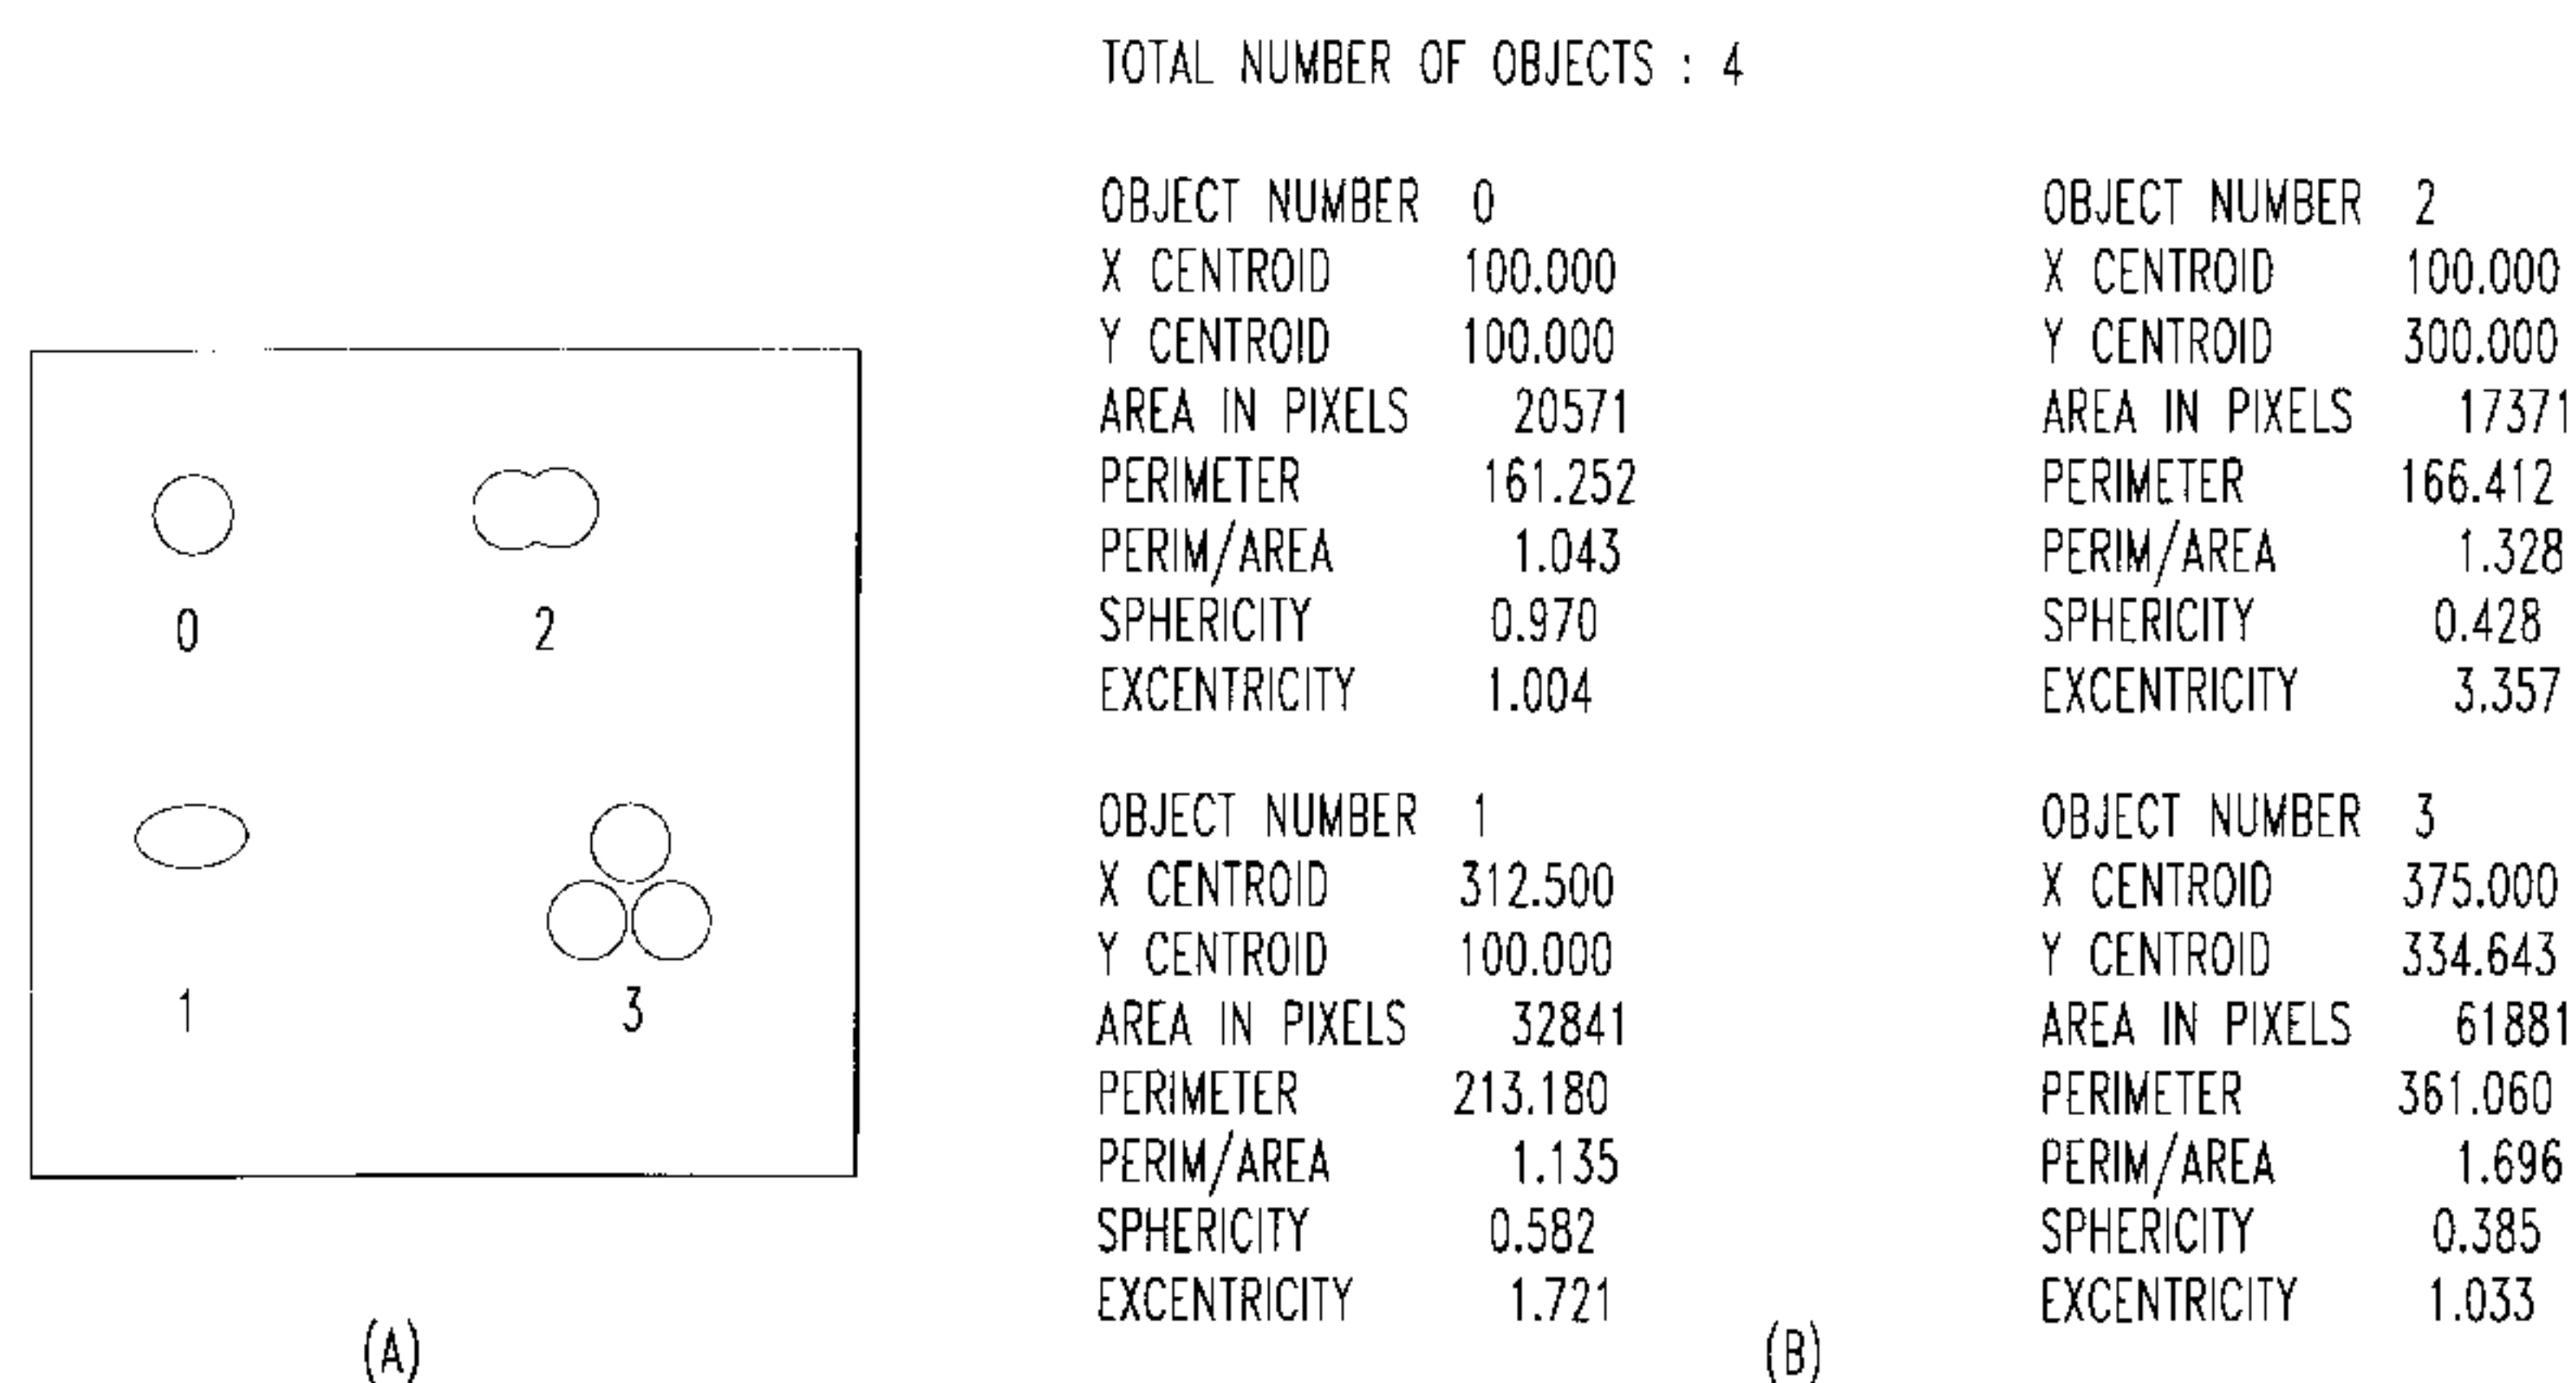 TOTAL NUMBER OF OBJECTS : 4
0
2
1
3
(A)
OBJECT NUMBER 0
X CENTROID 100.000
Y CENTROID 100.000
AREA IN PIXELS 20571
PERIMETER 161.252
PERIM/AREA 1.043
SPHERICITY 0.970
EXCENTRICITY 1.004
OBJECT NUMBER 1
X CENTROID 312.500
Y CENTROID 100.000
AREA IN PIXELS 32841
PERIMETER 213.180
PERIM/AREA 1.135
SPHERICITY 0.582
EXCENTRICITY 1.721
OBJECT NUMBER 2
X CENTROID 100.000
Y CENTROID 300.000
AREA IN PIXELS 17371
PERIMETER 166.412
PERIM/AREA 1.328
SPHERICITY 0.428
EXCENTRICITY 3.357
OBJECT NUMBER 3
X CENTROID 375.000
Y CENTROID 334.643
AREA IN PIXELS 61881
PERIMETER 361.060
PERIM/AREA 1.696
SPHERICITY 0.385
EXCENTRICITY 1.033
(B)